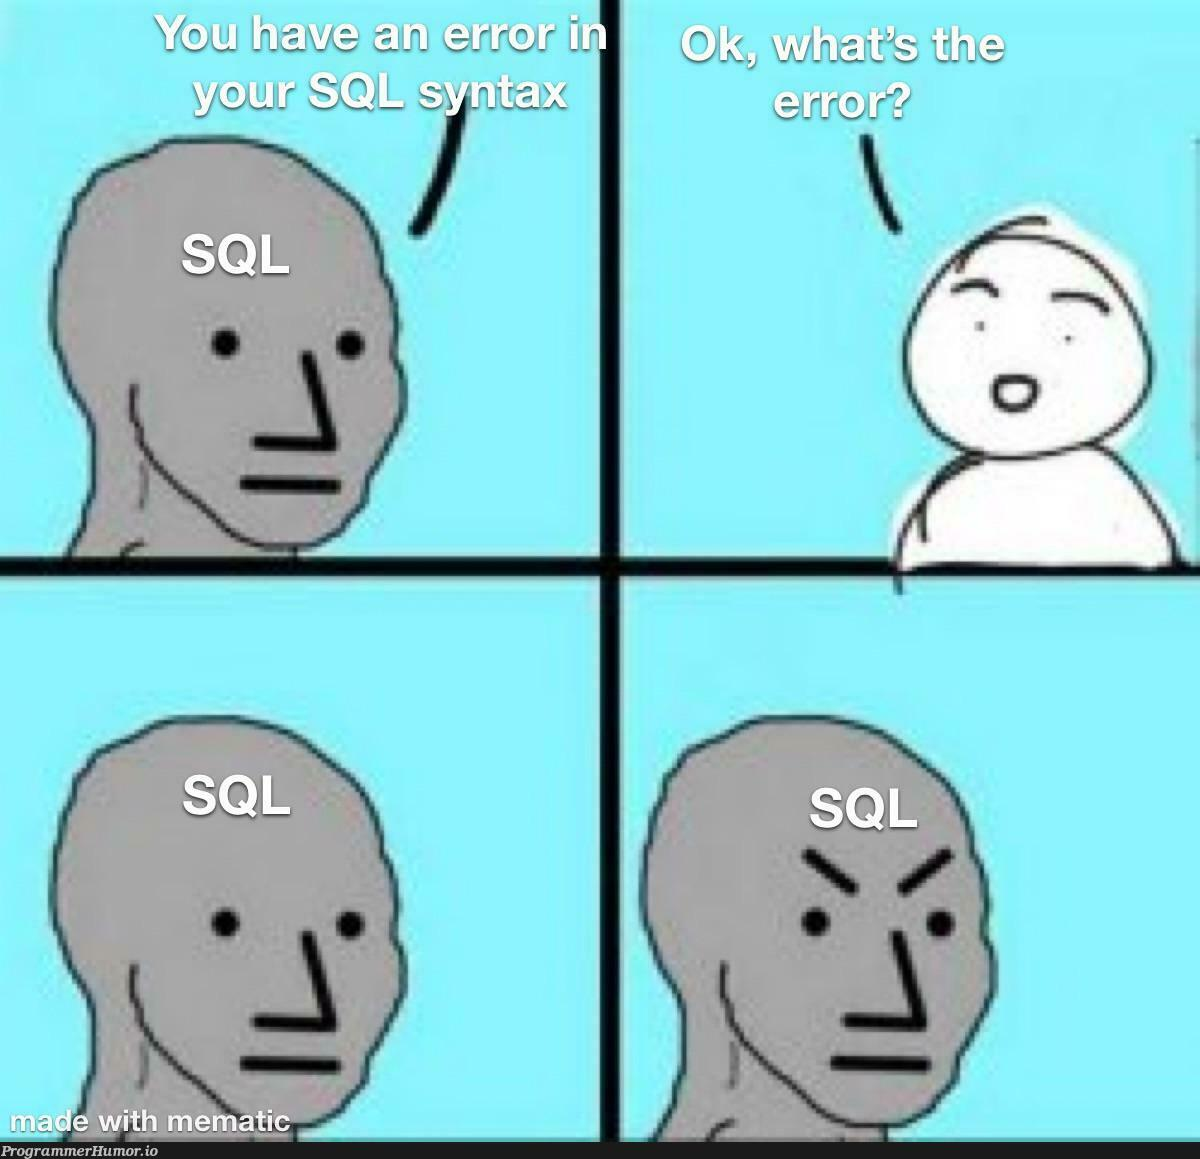 You have an error in
your SQL syntax
Ok, what's the
error?
SQL
SQL
SQL
made with mematic
ProgrammerHumor.io